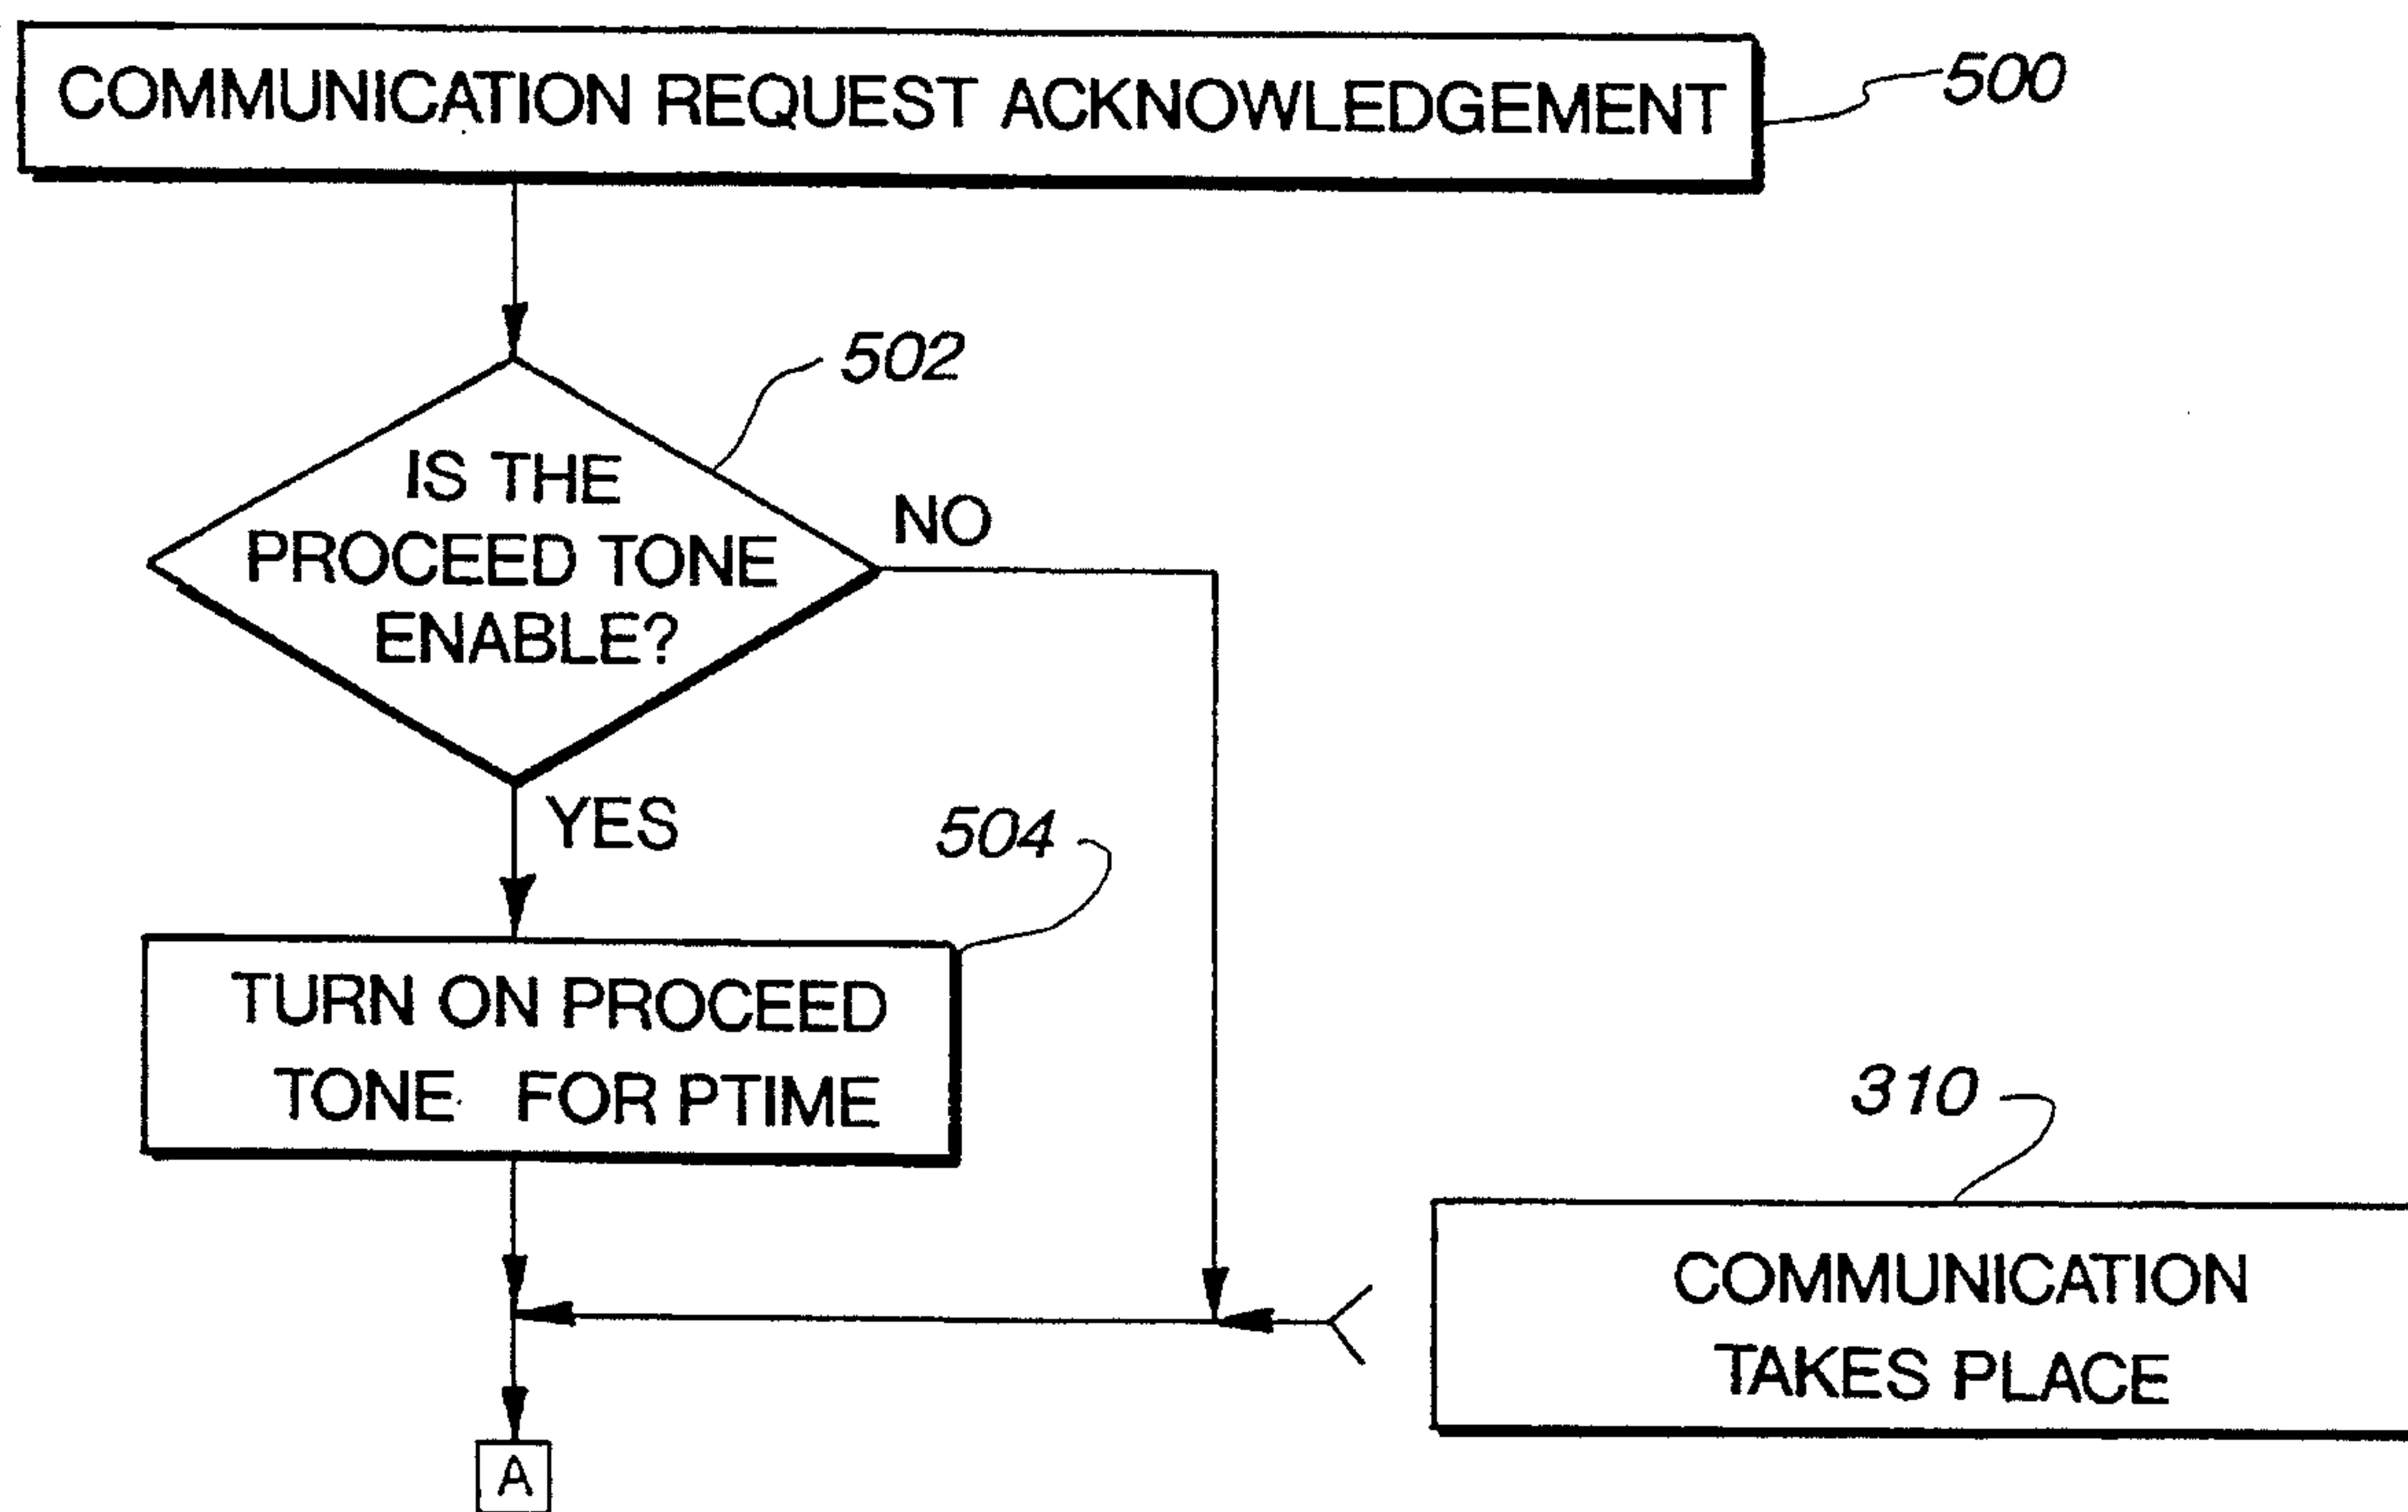 COMMUNICATION REQUEST ACKNOWLEDGEMENT
500
502
IS THE
PROCEED TONE
ENABLE?
NO
YES
504
TURN ON PROCEED
TONE FOR PTIME
310
COMMUNICATION
TAKES PLACE
A